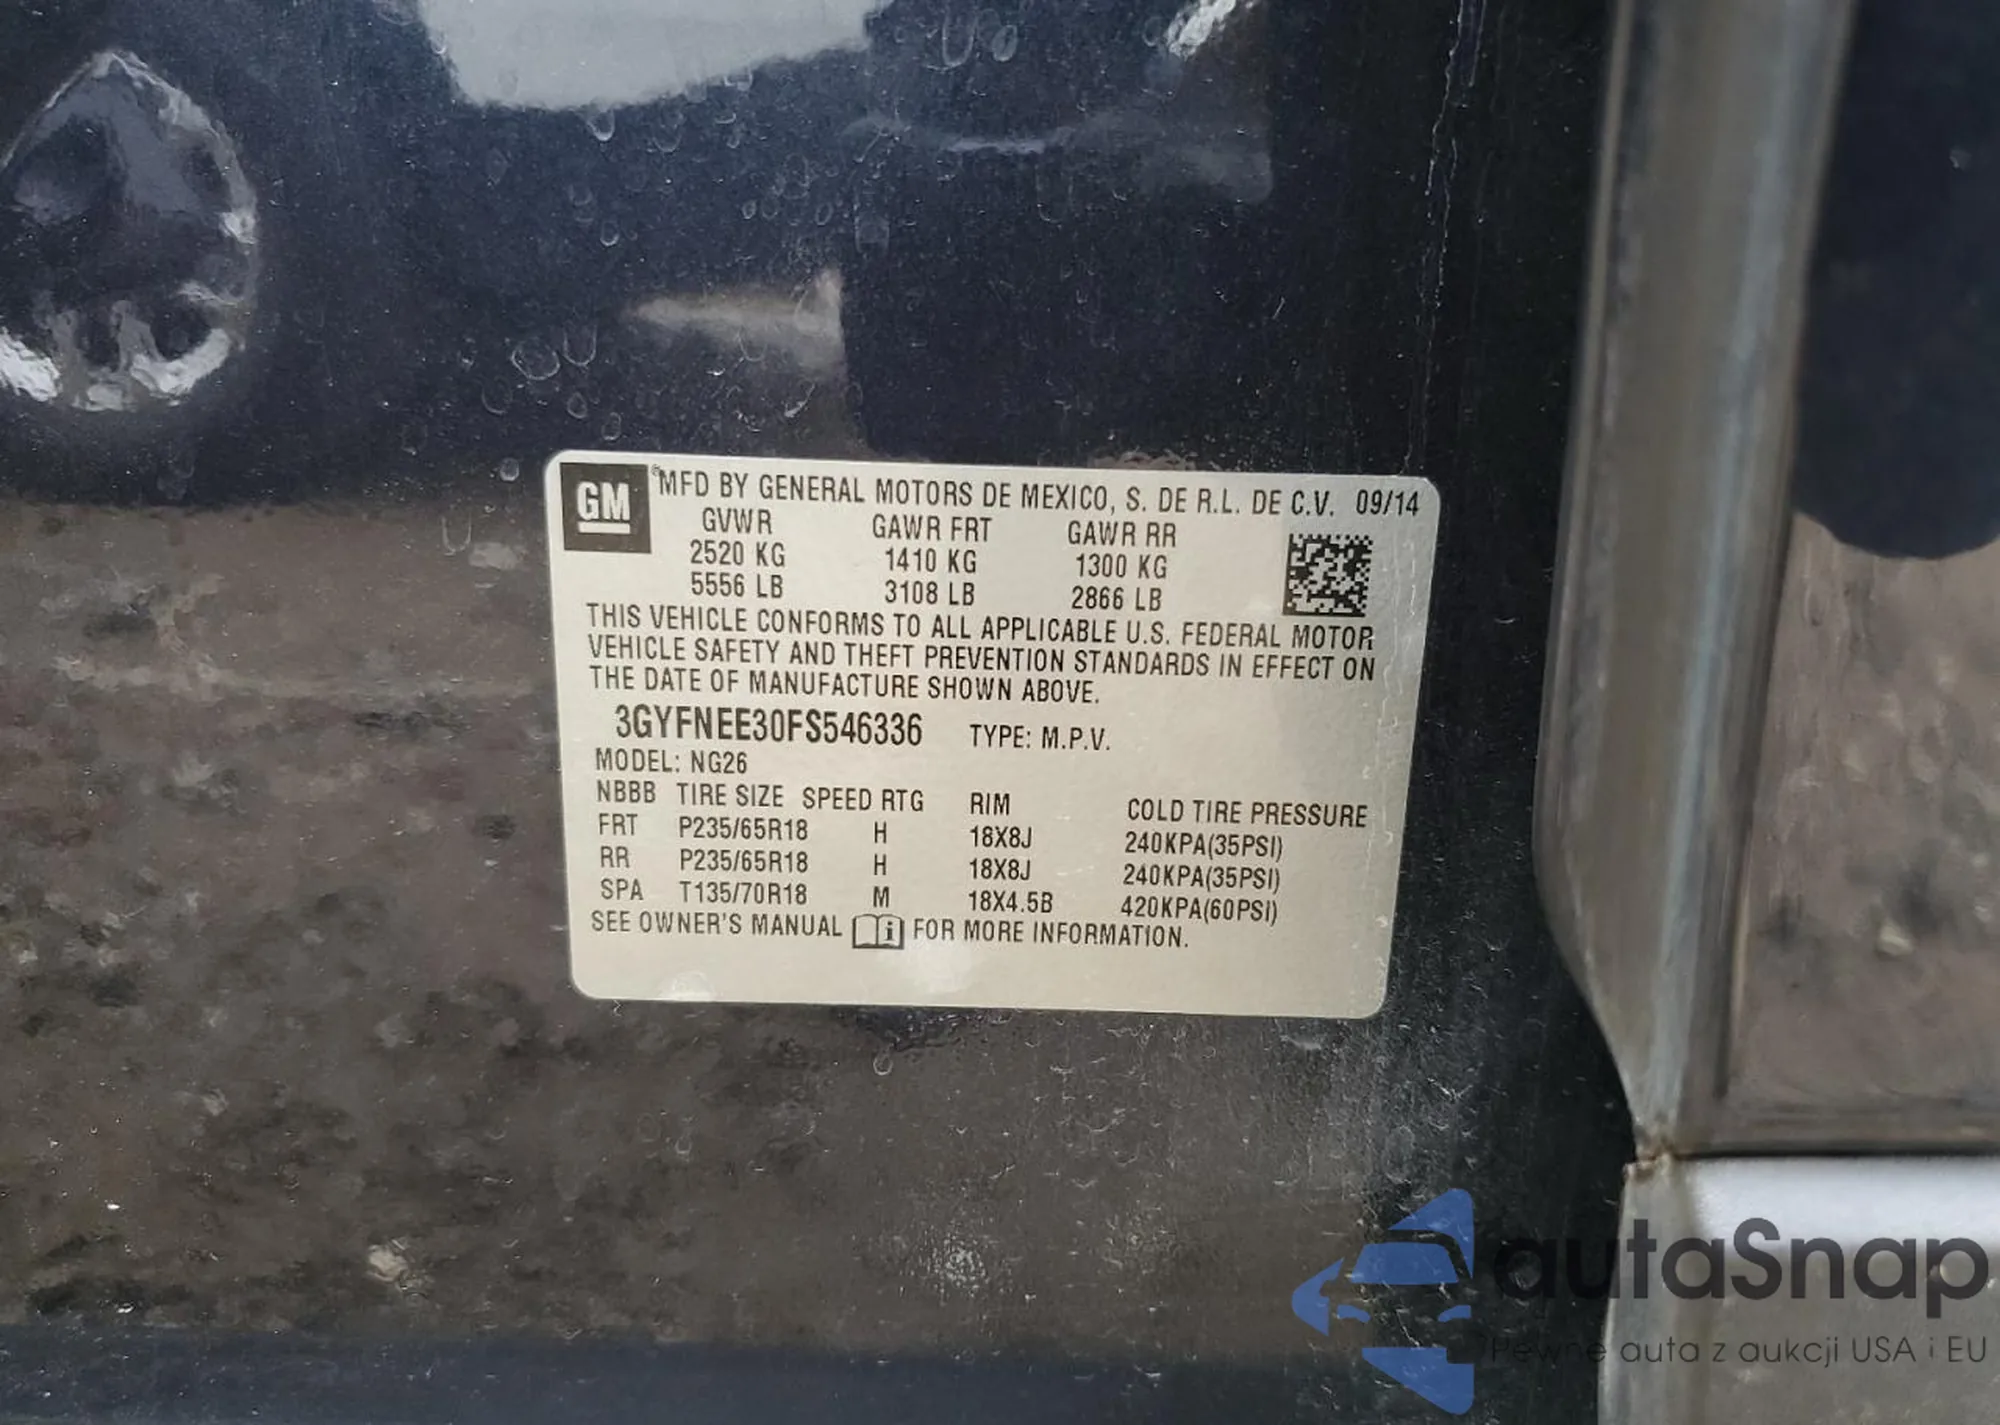 GM ® MFD BY GENERAL MOTORS DE MEXICO, S. DE R.L. DE C.V. 09/14
GVWR GAWR FRT GAWR RR
2520 KG 1410 KG 1300 KG
5556 LB 3108 LB 2866 LB
THIS VEHICLE CONFORMS TO ALL APPLICABLE U.S. FEDERAL MOTOR
VEHICLE SAFETY AND THEFT PREVENTION STANDARDS IN EFFECT ON
THE DATE OF MANUFACTURE SHOWN ABOVE.
3GYFNEE30FS546336 TYPE: M.P.V.
MODEL: NG26
NBBB TIRE SIZE SPEED RTG RIM COLD TIRE PRESSURE
FRT P235/65R18 H 18X8J 240KPA(35PSI)
RR P235/65R18 H 18X8J 240KPA(35PSI)
SPA T135/70R18 M 18X4.5B 420KPA(60PSI)
SEE OWNER'S MANUAL i FOR MORE INFORMATION.
autaSnap
Pewne auta z aukcji USA i EU